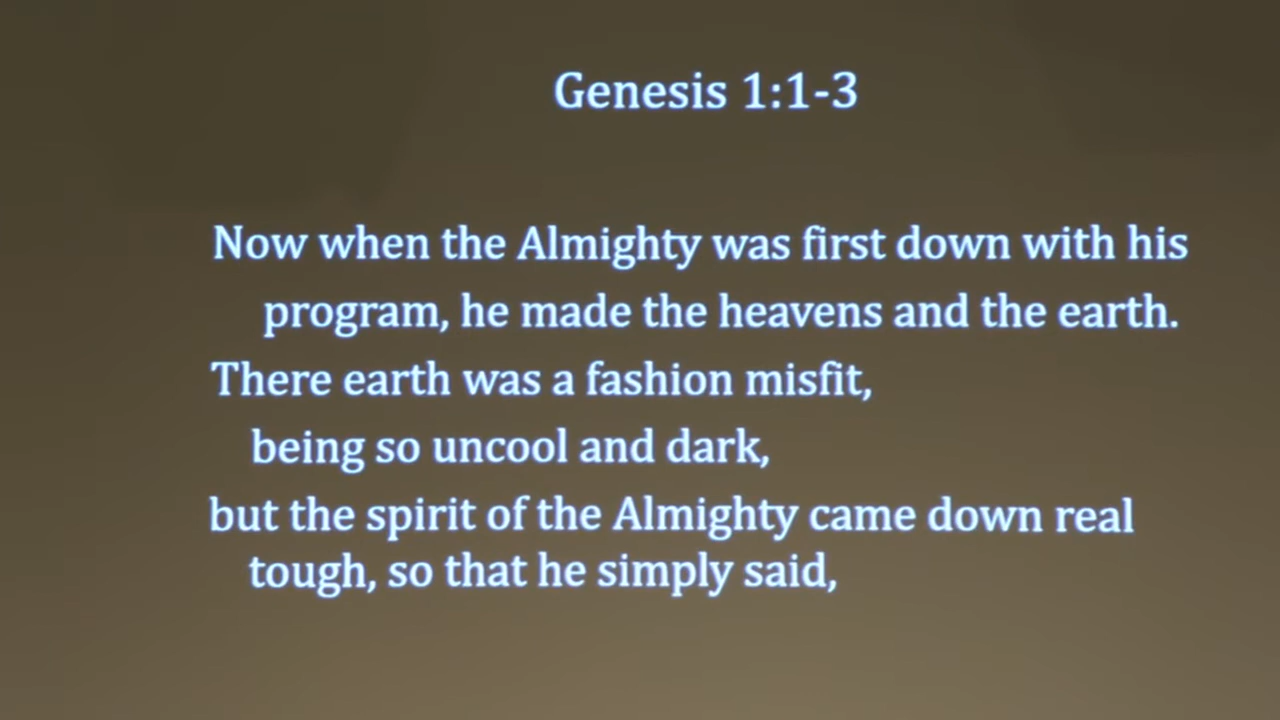 Genesis 1:1-3
Now when the Almighty was first down with his
program, he made the heavens and the earth.
There earth was a fashion misfit,
being so uncool and dark,
but the spirit of the Almighty came down real
tough, so that he simply said,